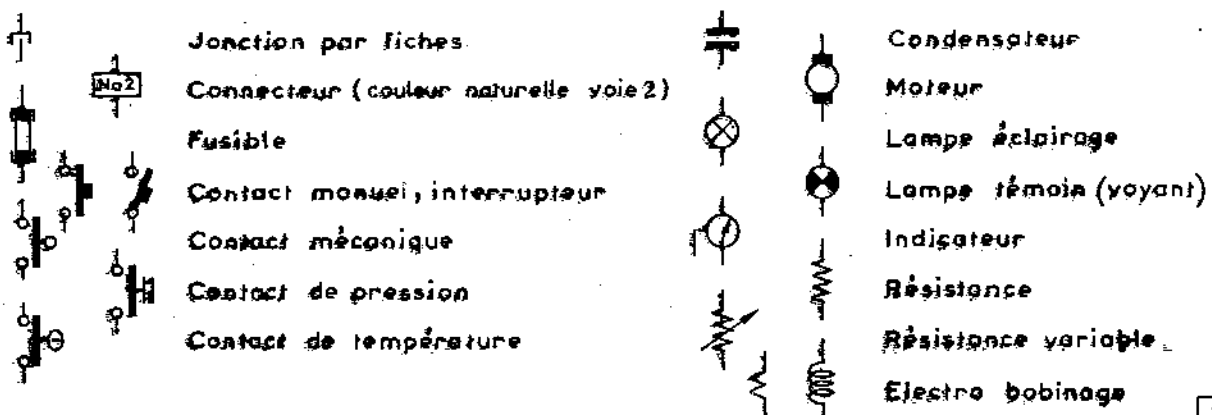 Jonction par fiches
No2
Connecteur (couleur naturelle voie 2)
Fusible
Contact manuel, interrupteur
Contact mécanique
Contact de pression
Contact de température
Condensateur
Moteur
Lampe éclairage
Lampe témoin (voyant)
Indicateur
Résistance
Résistance variable
Electro bobinage